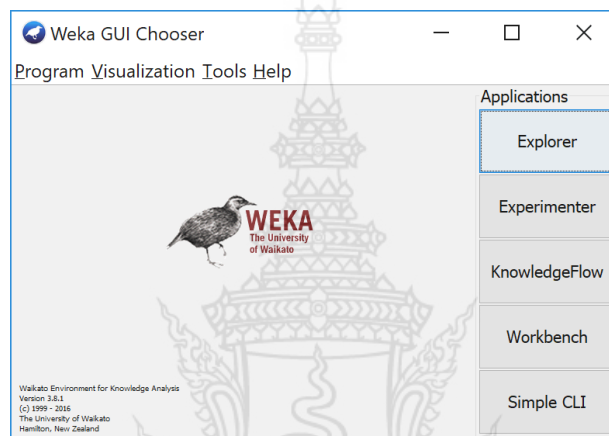 Weka GUI Chooser
Program Visualization Tools Help
Applications
Explorer
Experimenter
KnowledgeFlow
Workbench
Simple CLI
WEKA
The University
of Waikato
Waikato Environment for Knowledge Analysis
Version 3.8.1
(c) 1999 - 2016
The University of Waikato
Hamilton, New Zealand